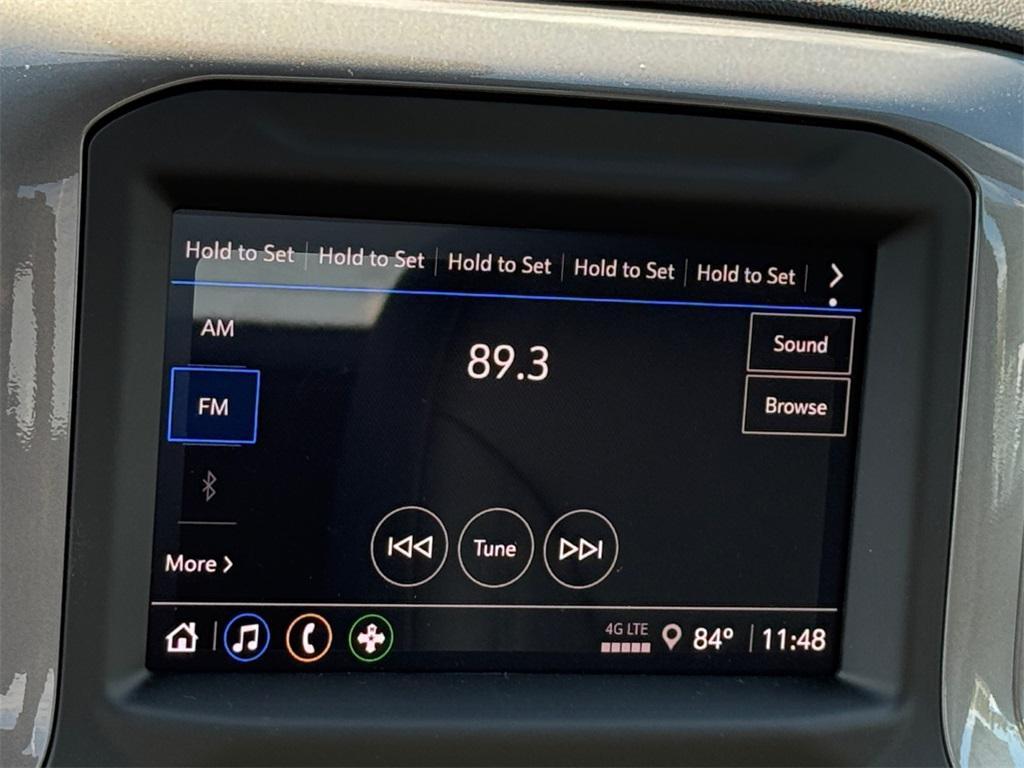 Hold to Set Hold to Set Hold to Set Hold to Set Hold to Set
AM
89.3
Sound
FM
Browse
Tune
More
4G LTE
84° 11:48